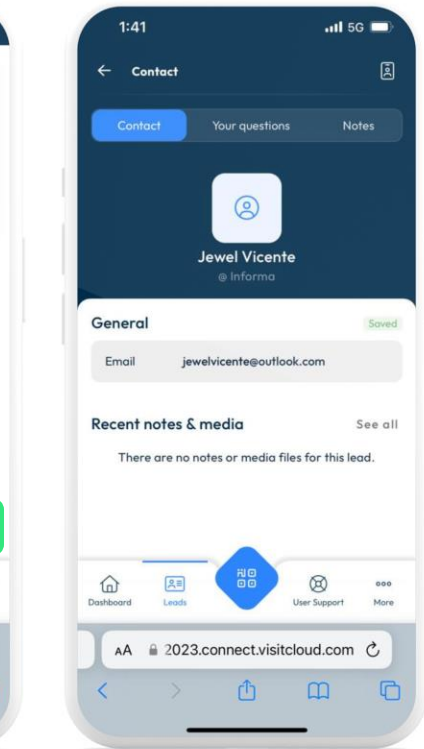 1:41 5G
Contact
Contact Your questions Notes
Jewel Vicente
@ Informa
General Saved
Email jewelvicente@outlook.com
Recent notes & media See all
There are no notes or media files for this lead.
Dashboard Leads User Support More
AA 2023.connect.visitcloud.com